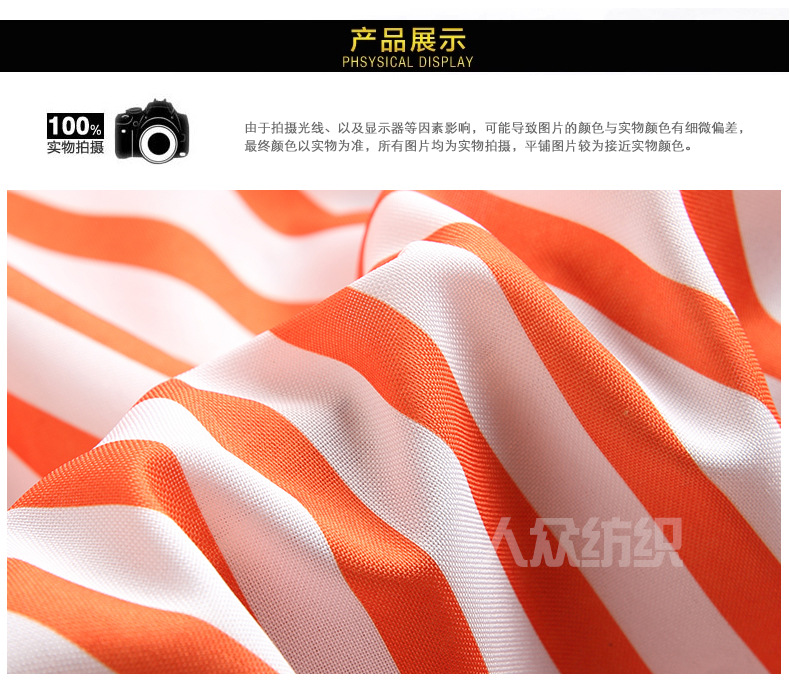 产品展示
PHSYSICAL DISPLAY
100%
实物拍摄
由于拍摄光线、以及显示器等因素影响，可能导致图片的颜色与实物颜色有细微偏差，
最终颜色以实物为准，所有图片均为实物拍摄，平铺图片较为接近实物颜色。
人众纺织